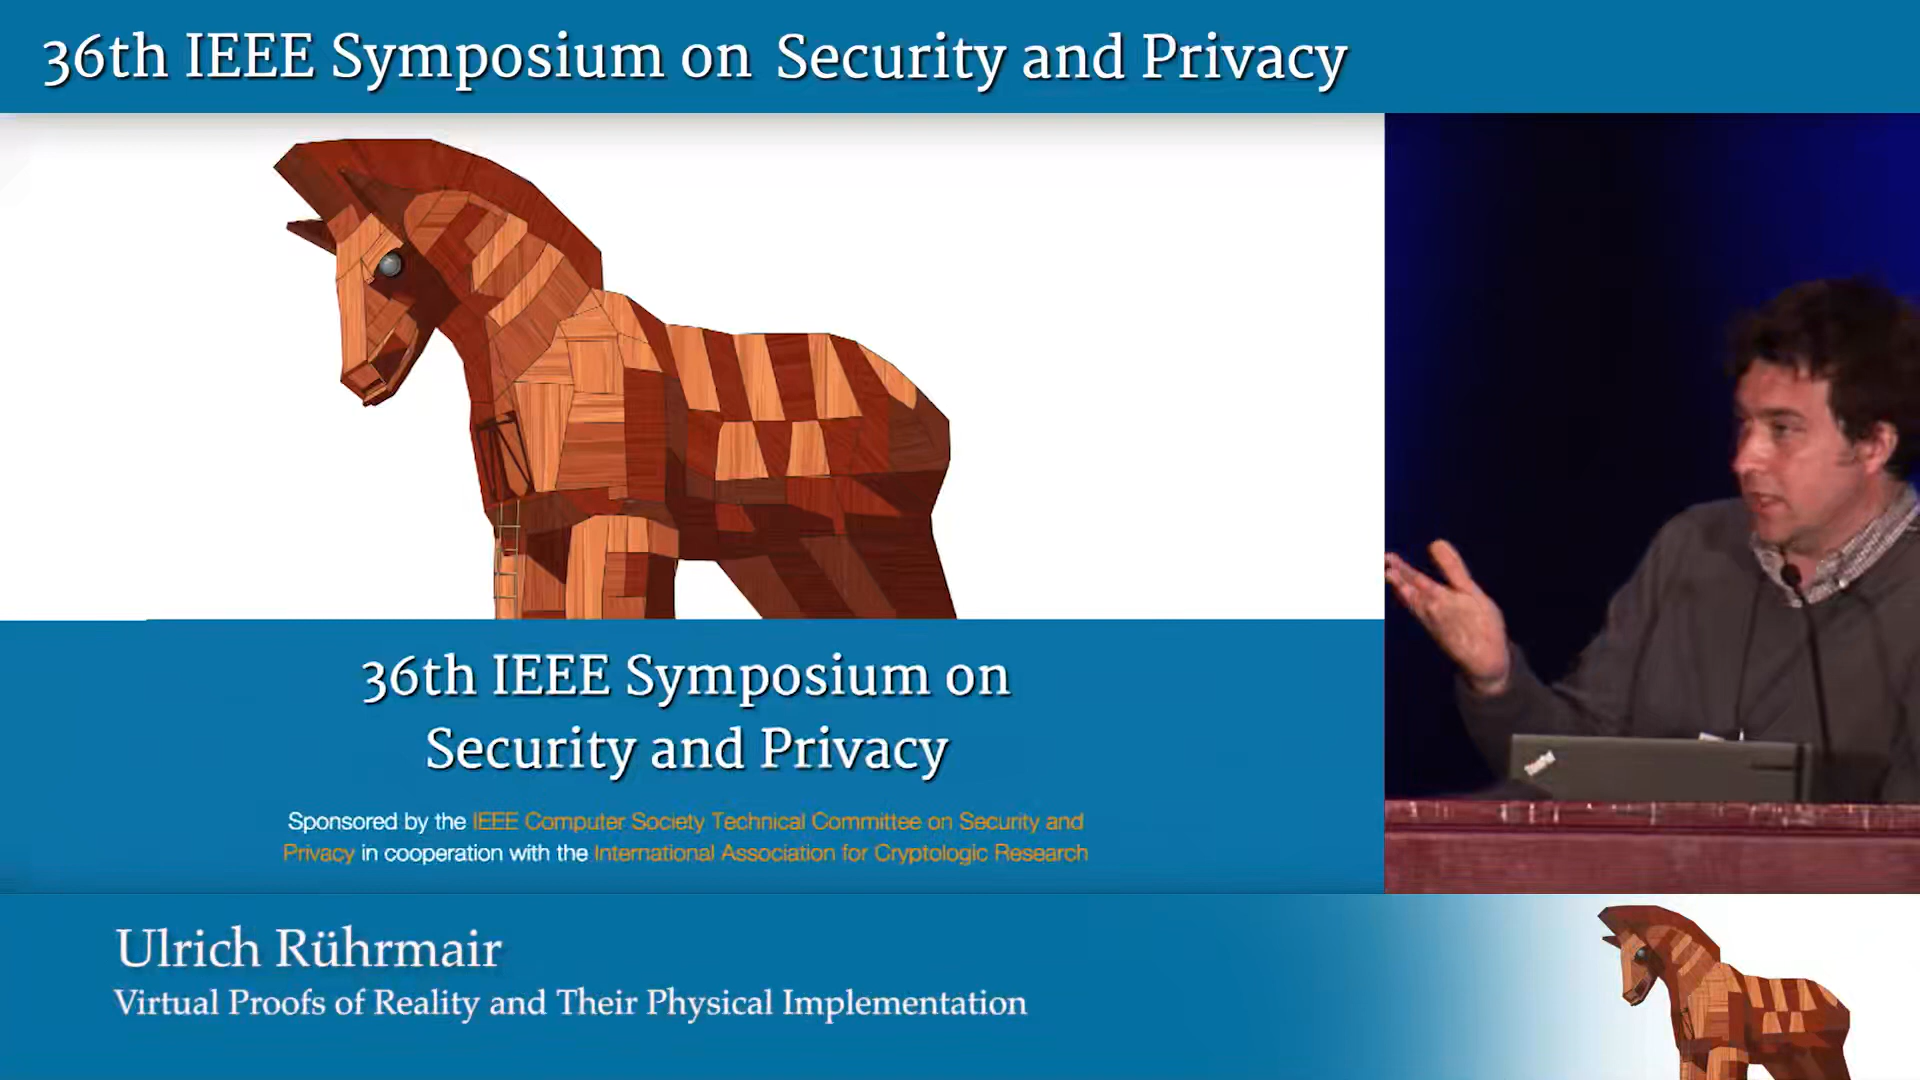 36th IEEE Symposium on Security and Privacy
36th IEEE Symposium on
Security and Privacy
Sponsored by the IEEE Computer Society Technical Committee on Security and
Privacy in cooperation with the International Association for Cryptologic Research
ThinkPad
Ulrich Rührmair
Virtual Proofs of Reality and Their Physical Implementation